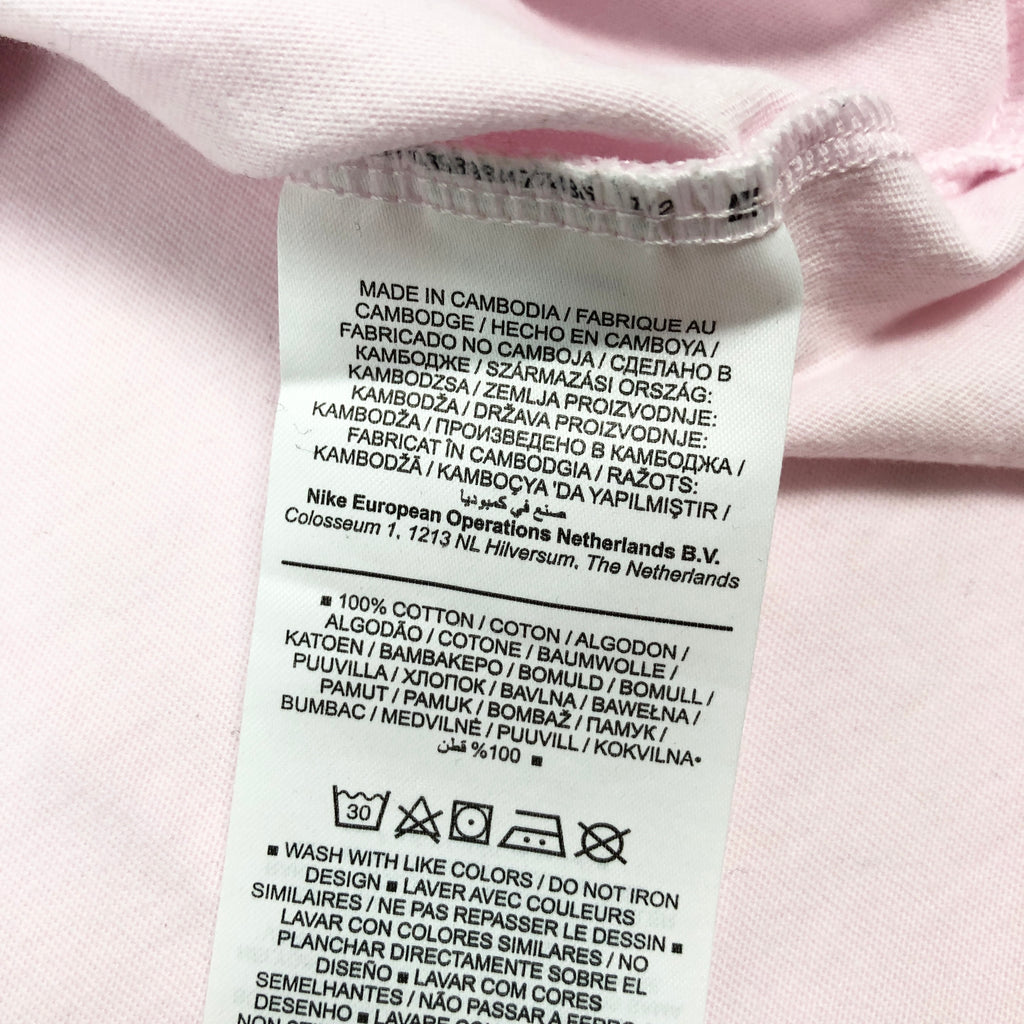 MADE IN CAMBODIA / FABRIQUE AU
CAMBODGE / HECHO EN CAMBOYA /
FABRICADO NO CAMBOJA / СДЕЛАНО В
КАМБОДЖЕ / SZÁRMAZÁSI ORSZÁG:
KAMBODZSA / ZEMLJA PROIZVODNJE:
KAMBODŽA / DRŽAVA PROIZVODNJE:
KAMBODŽA / ПРОИЗВЕДЕНО В КАМБОДЖА /
FABRICAT ÎN CAMBODGIA / RAŽOTS:
KAMBODŽĀ / KAMBOÇYA 'DA YAPILMIŞTIR /
صنع في كمبوديا
Nike European Operations Netherlands B.V.
Colosseum 1, 1213 NL Hilversum, The Netherlands
■ 100% COTTON / COTON / ALGODON /
ALGODÃO / COTONE / BAUMWOLLE /
KATOEN / ΒΑΜΒΑΚΕΡΟ / BOMULD / BOMULL /
PUUVILLA / ХЛОПОК / BAVLNA / BAWEŁNA /
PAMUT / PAMUK / BOMBAŽ / ПАМУК /
BUMBAC / MEDVILNĖ / PUUVILL / KOKVILNA•
100% قطن ■
30
■ WASH WITH LIKE COLORS / DO NOT IRON
DESIGN ■ LAVER AVEC COULEURS
SIMILAIRES / NE PAS REPASSER LE DESSIN ■
LAVAR CON COLORES SIMILARES / NO
PLANCHAR DIRECTAMENTE SOBRE EL
DISEÑO ■ LAVAR COM CORES
SEMELHANTES / NÃO PASSAR A FERRO
DESENHO ■ LAVARE